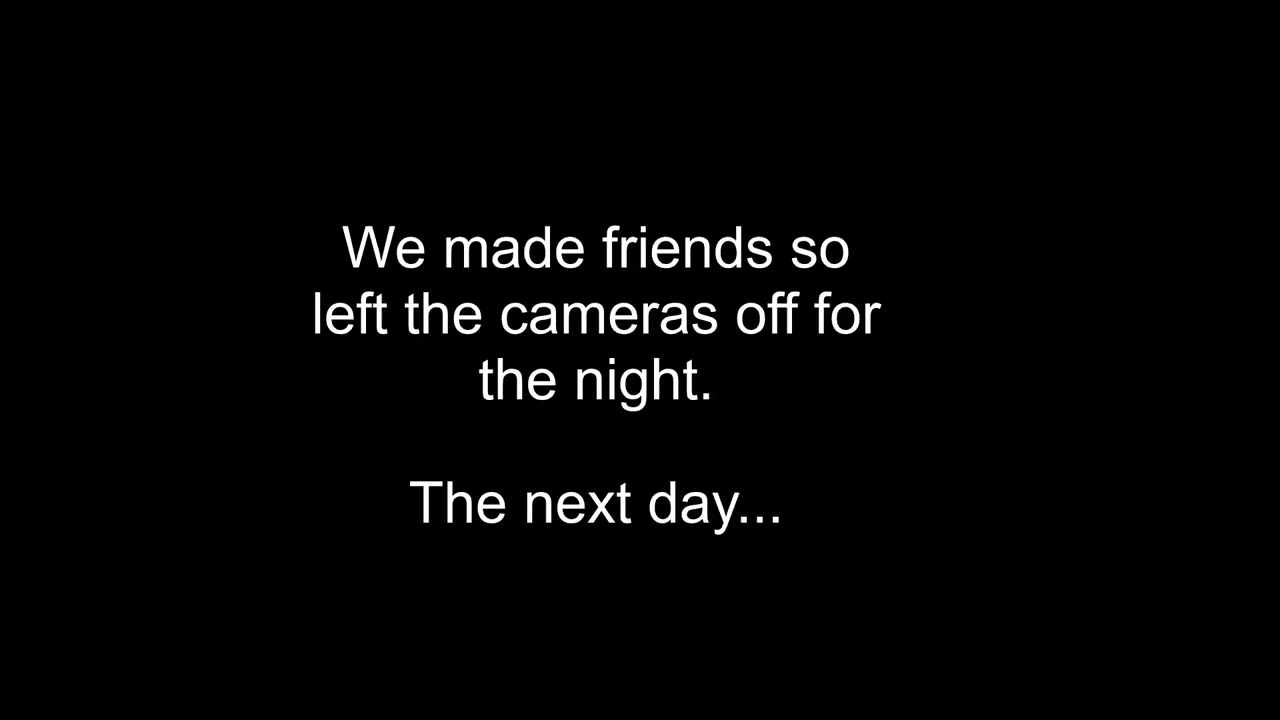 We made friends so
left the cameras off for
the night.
The next day...